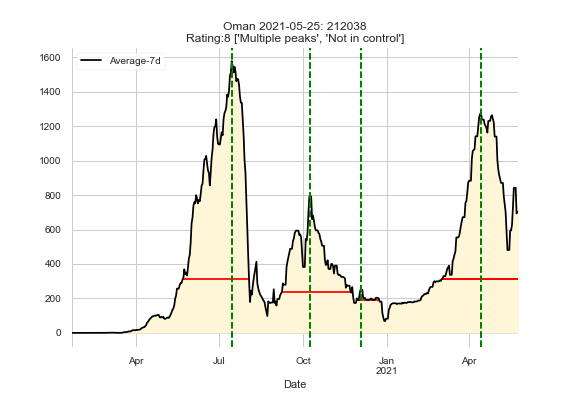 Oman 2021-05-25: 212038
Rating:8 ['Multiple peaks', 'Not in control']
Average-7d
1600
1400
1200
1000
800
600
400
200
0
Apr
Jul
Oct
Jan
2021
Apr
Date